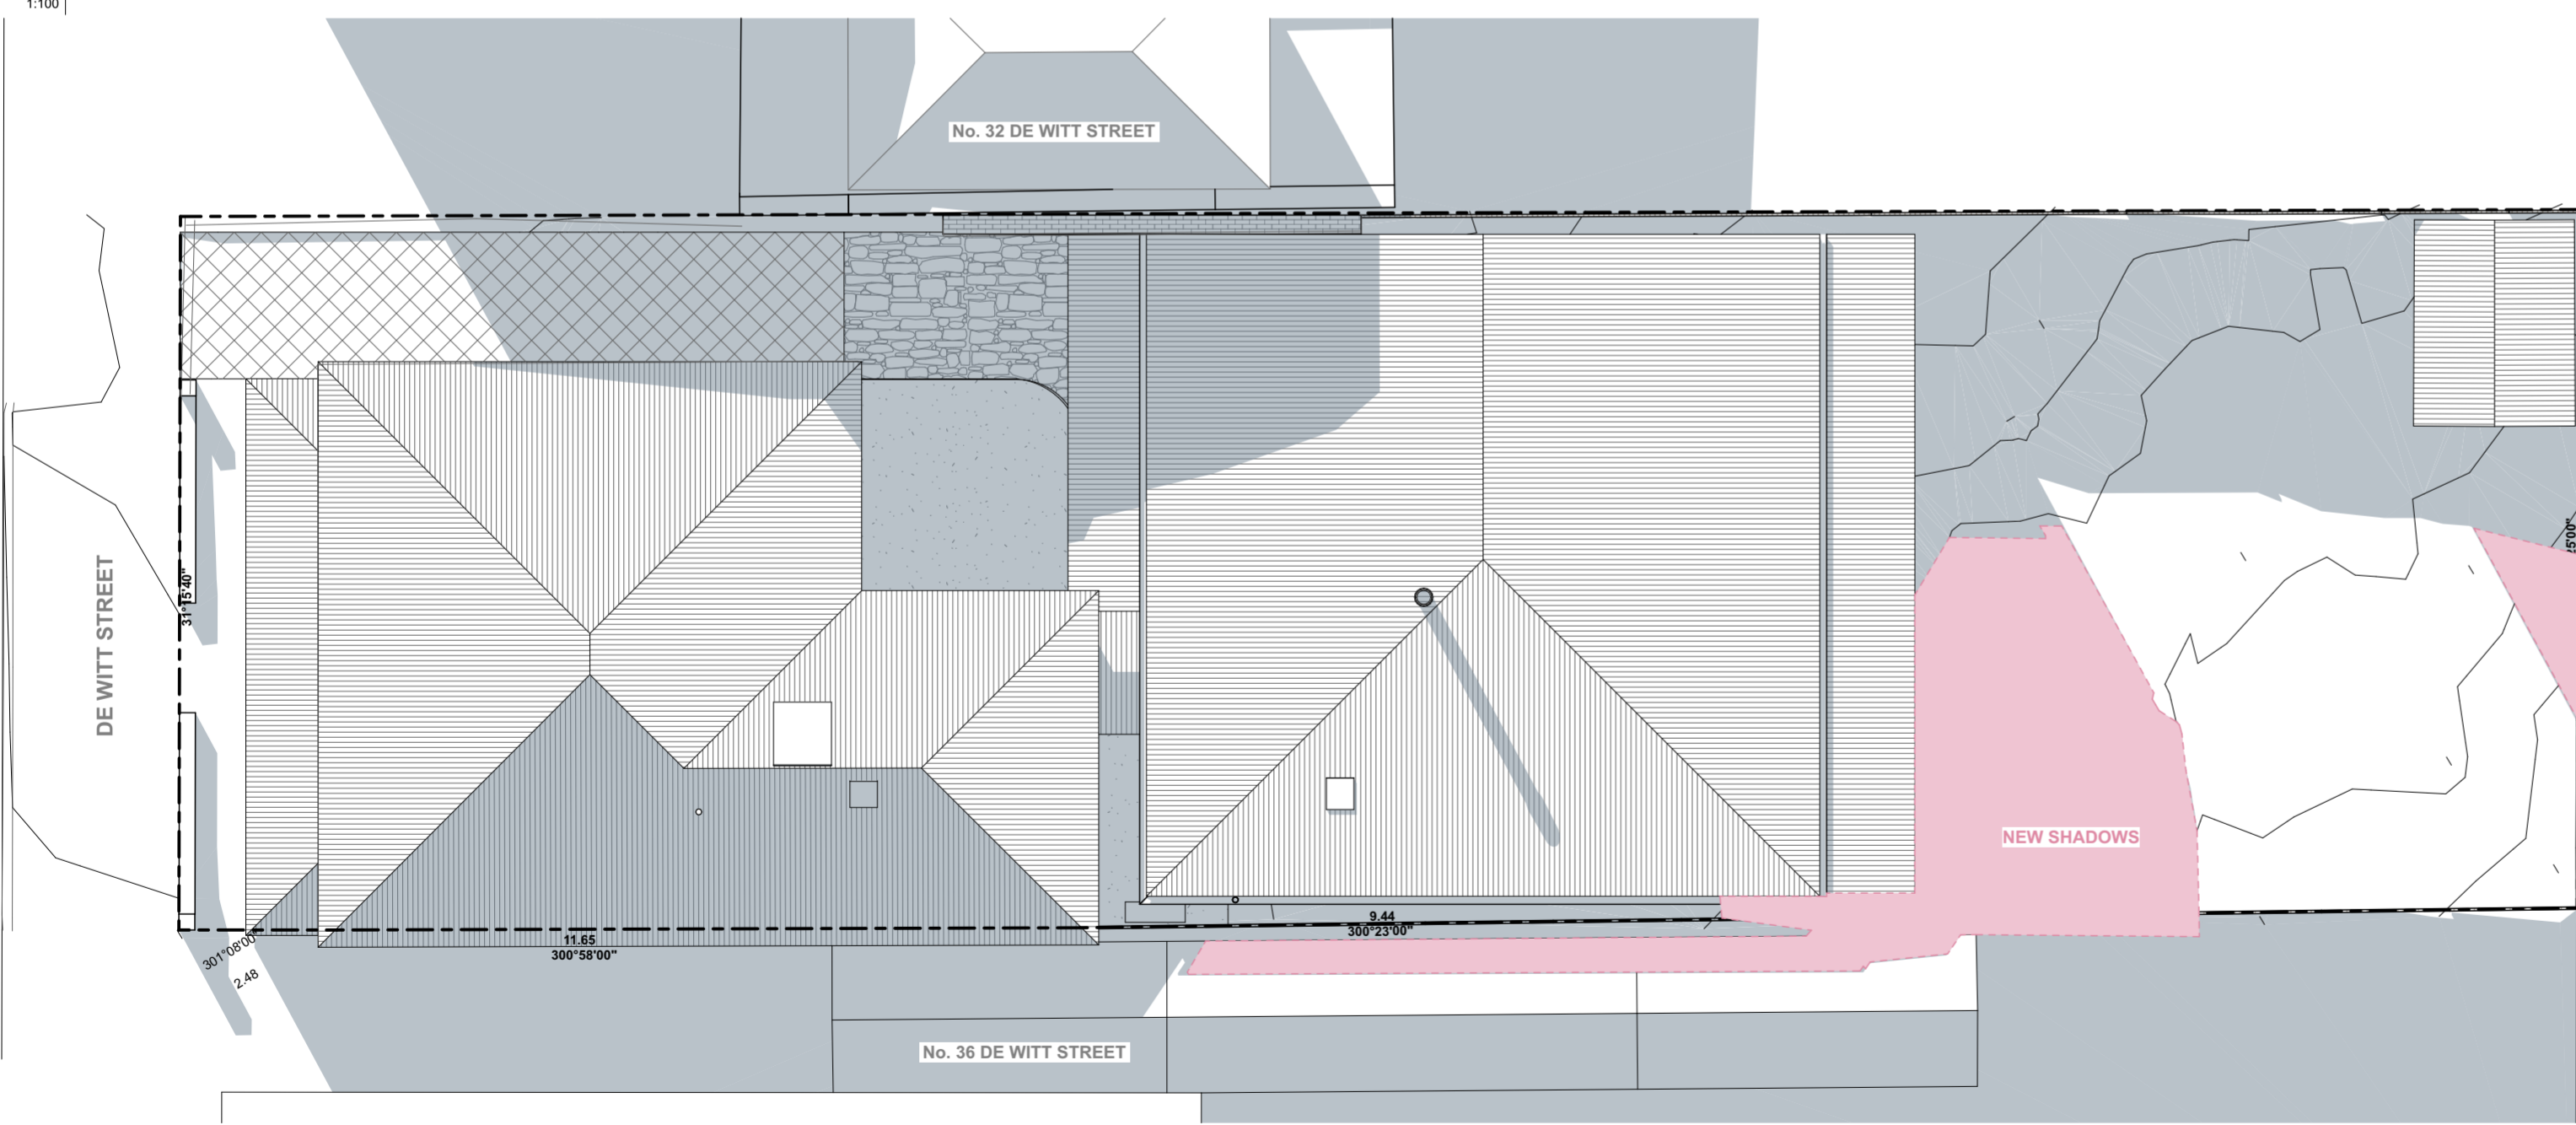 1:100
No. 32 DE WITT STREET
DE WITT STREET
31°15'40"
NEW SHADOWS
9.44
300°23'00"
11.65
300°58'00"
301°08'00"
2.48
No. 36 DE WITT STREET